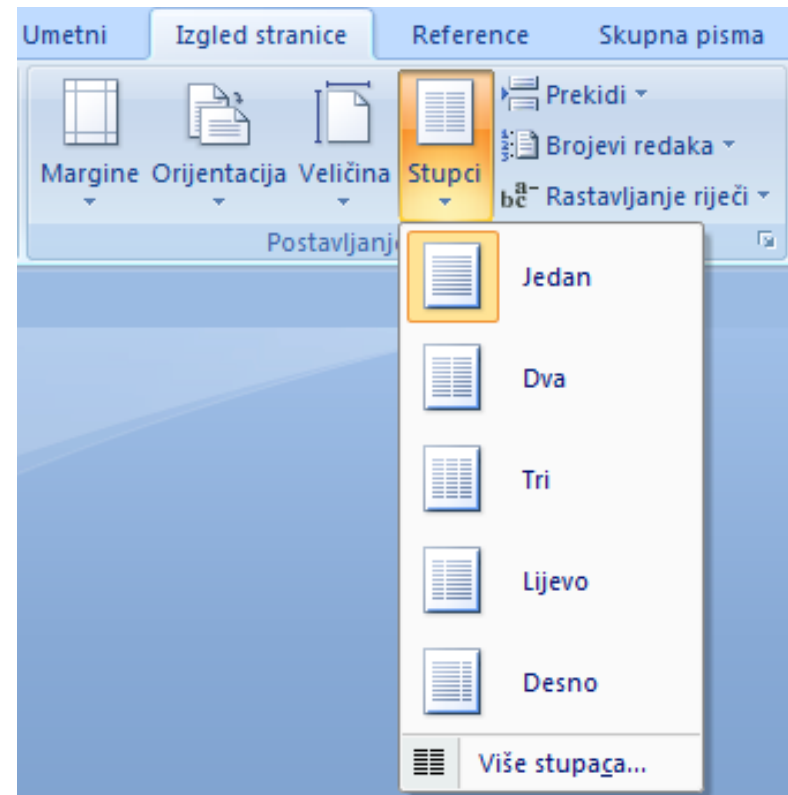 Umetni Izgled stranice Reference Skupna pisma
Prekidi
Brojevi redaka
Margine Orijentacija Veličina Stupci
Rastavljanje riječi
Postavljanj
Jedan
Dva
Tri
Lijevo
Desno
Više stupaca...